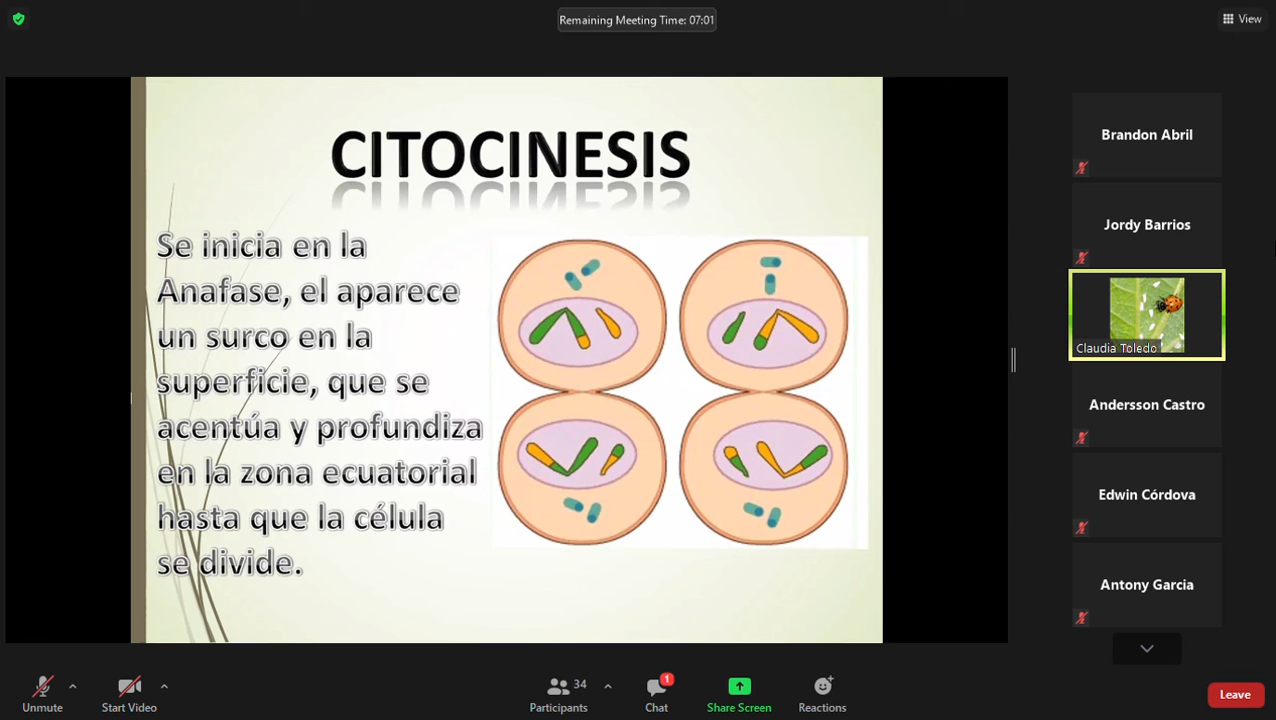 Remaining Meeting Time: 07:01
View
CITOCINESIS
Se inicia en la
Anafase, el aparece
un surco en la
superficie, que se
acentúa y profundiza
en la zona ecuatorial
hasta que la célula
se divide.
Brandon Abril
Jordy Barrios
Claudia Toledo
Andersson Castro
Edwin Córdova
Antony Garcia
Unmute
Start Video
34
Participants
1
Chat
Share Screen
Reactions
Leave